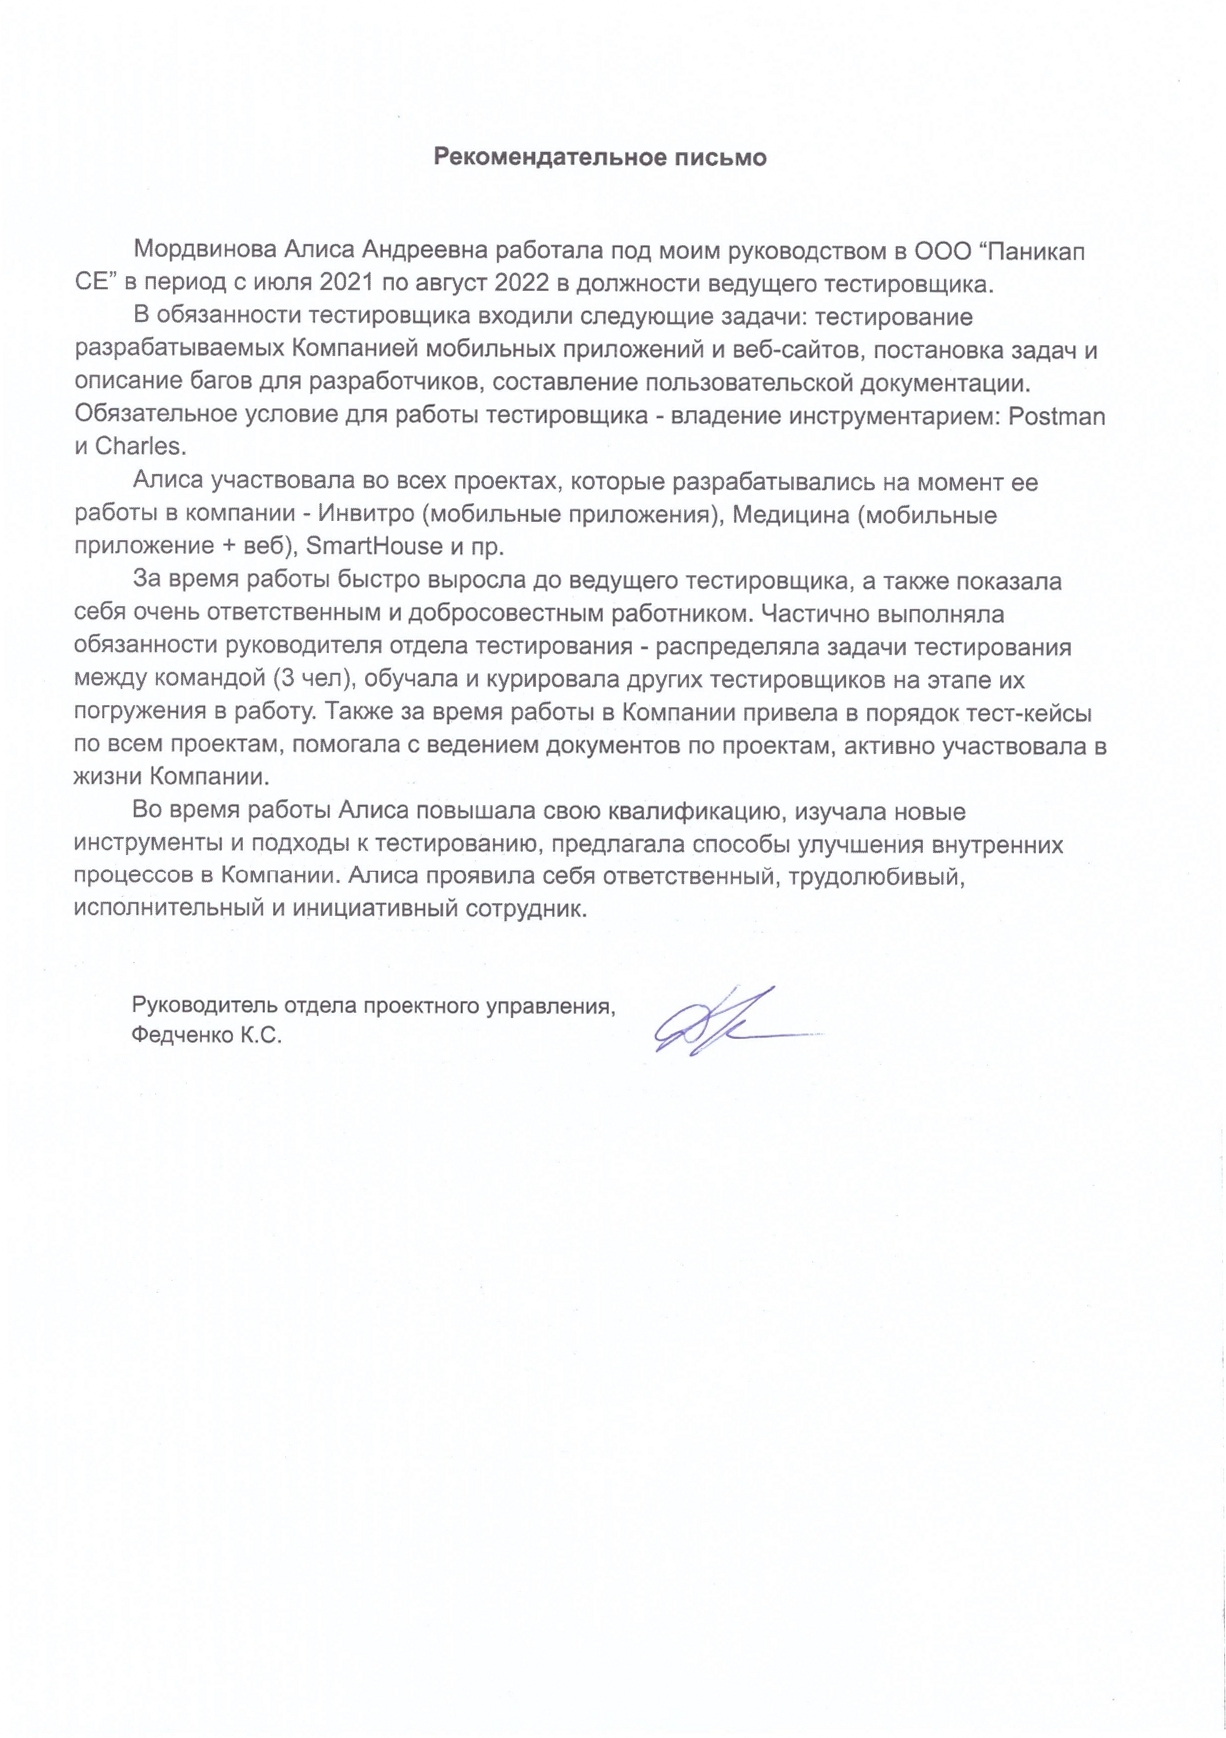 Рекомендательное письмо
Мордвинова Алиса Андреевна работала под моим руководством в ООО “Паникап
СЕ” в период с июля 2021 по август 2022 в должности ведущего тестировщика.
В обязанности тестировщика входили следующие задачи: тестирование
разрабатываемых Компанией мобильных приложений и веб-сайтов, постановка задач и
описание багов для разработчиков, составление пользовательской документации.
Обязательное условие для работы тестировщика - владение инструментарием: Postman
и Charles.
Алиса участвовала во всех проектах, которые разрабатывались на момент ее
работы в компании - Инвитро (мобильные приложения), Медицина (мобильные
приложение + веб), SmartHouse и пр.
За время работы быстро выросла до ведущего тестировщика, а также показала
себя очень ответственным и добросовестным работником. Частично выполняла
обязанности руководителя отдела тестирования - распределяла задачи тестирования
между командой (3 чел), обучала и курировала других тестировщиков на этапе их
погружения в работу. Также за время работы в Компании привела в порядок тест-кейсы
по всем проектам, помогала с ведением документов по проектам, активно участвовала в
жизни Компании.
Во время работы Алиса повышала свою квалификацию, изучала новые
инструменты и подходы к тестированию, предлагала способы улучшения внутренних
процессов в Компании. Алиса проявила себя ответственный, трудолюбивый,
исполнительный и инициативный сотрудник.
Руководитель отдела проектного управления,
Федченко К.С.